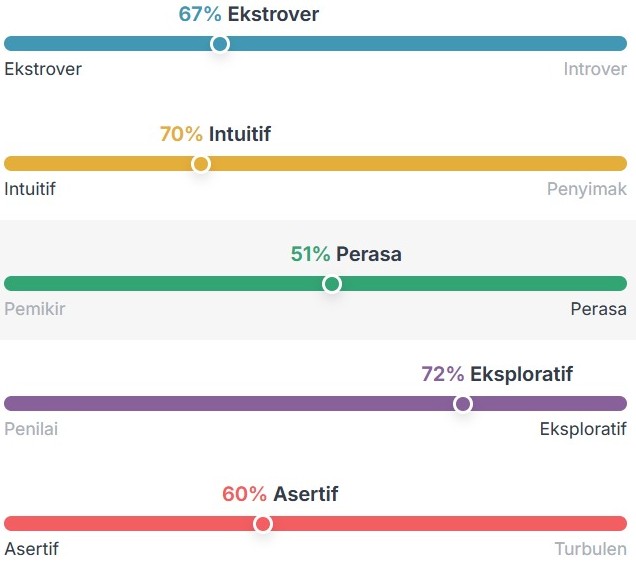 67% Ekstrover
Ekstrover Introver
70% Intuitif
Intuitif Penyimak
51% Perasa
Pemikir Perasa
72% Eksploratif
Penilai Eksploratif
60% Asertif
Asertif Turbulen